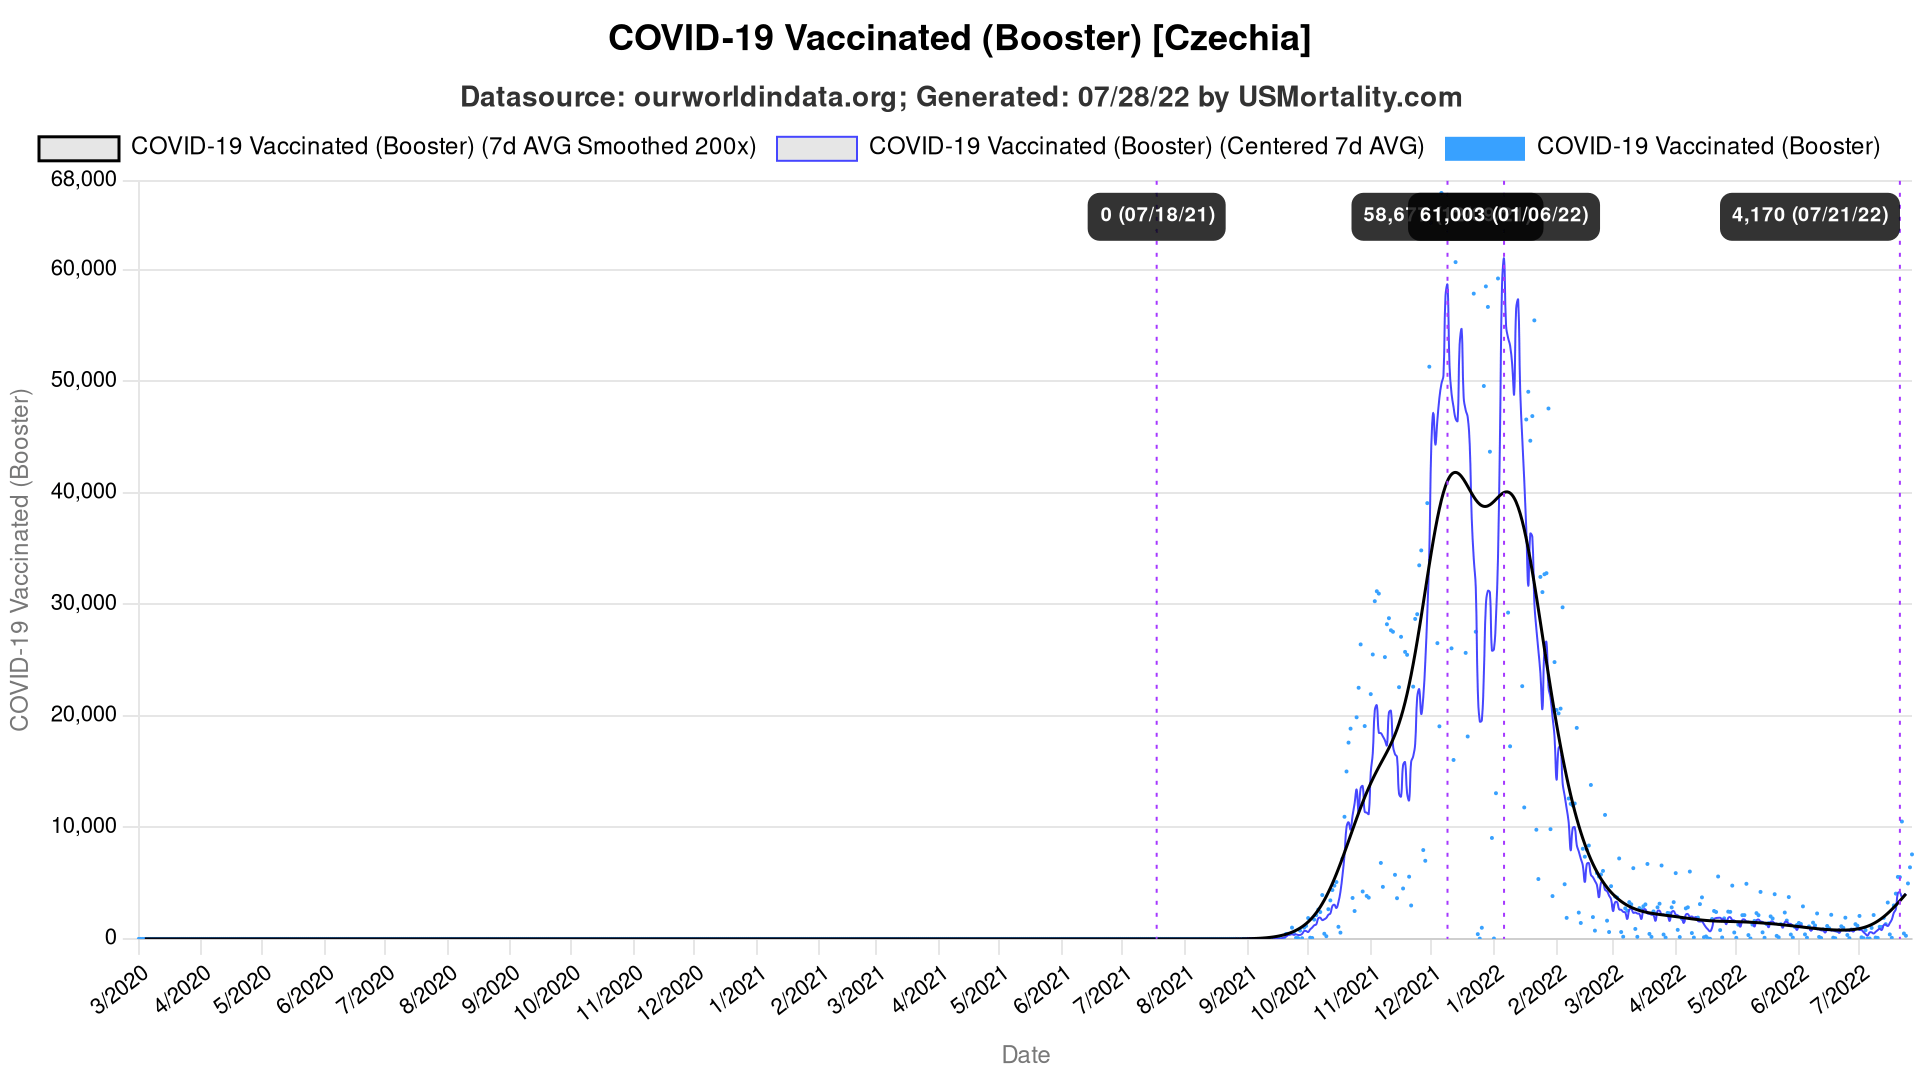 COVID-19 Vaccinated (Booster) [Czechia]
Datasource: ourworldindata.org; Generated: 07/28/22 by USMortality.com
COVID-19 Vaccinated (Booster) (7d AVG Smoothed 200x) COVID-19 Vaccinated (Booster) (Centered 7d AVG) COVID-19 Vaccinated (Booster)
68,000
0 (07/18/21) 61,003 (01/06/22) 4,170 (07/21/22)
60,000
50,000
40,000
30,000
20,000
10,000
0
COVID-19 Vaccinated (Booster)
3/2020 4/2020 5/2020 6/2020 7/2020 8/2020 9/2020 10/2020 11/2020 12/2020 1/2021 2/2021 3/2021 4/2021 5/2021 6/2021 7/2021 8/2021 9/2021 10/2021 11/2021 12/2021 1/2022 2/2022 3/2022 4/2022 5/2022 6/2022 7/2022
Date